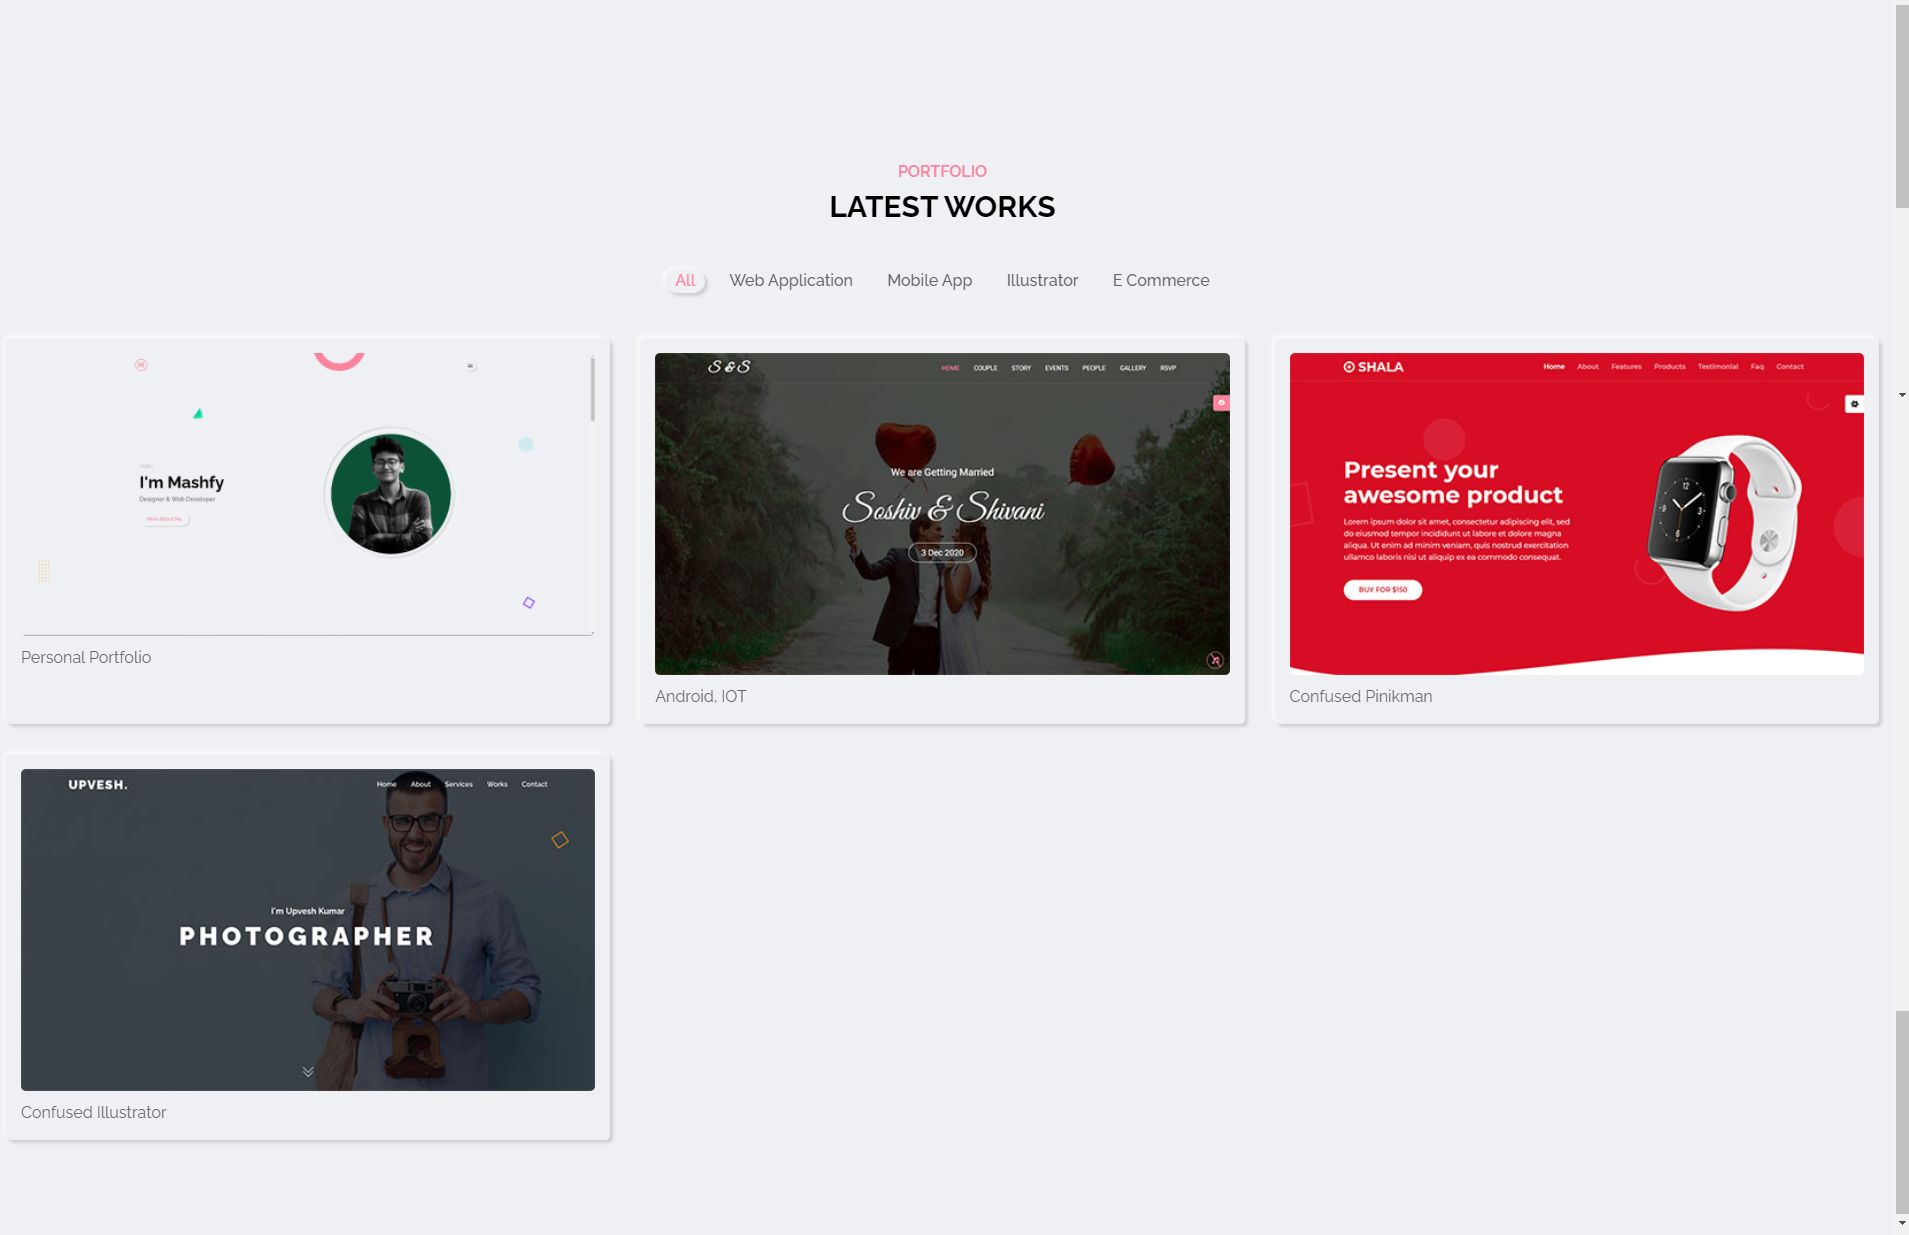 PORTFOLIO
LATEST WORKS
All Web Application Mobile App Illustrator E Commerce
M
Hello
I'm Mashfy
Designer & Web Developer
More About Me
Personal Portfolio
S & S HOME COUPLE STORY EVENTS PEOPLE GALLERY RSVP
We are Getting Married
Soshiv & Shivani
3 Dec 2020
Android, IOT
SHALA Home About Features Products Testimonial Faq Contact
Present your
awesome product
Lorem ipsum dolor sit amet, consectetur adipiscing elit, sed
do eiusmod tempor incididunt ut labore et dolore magna
aliqua. Ut enim ad minim veniam, quis nostrud exercitation
ullamco laboris nisi ut aliquip ex ea commodo consequat.
BUY FOR $150
12
3
6
9
Confused Pinikman
UPVESH. Home About Services Works Contact
I'm Upvesh Kumar
PHOTOGRAPHER
Confused Illustrator